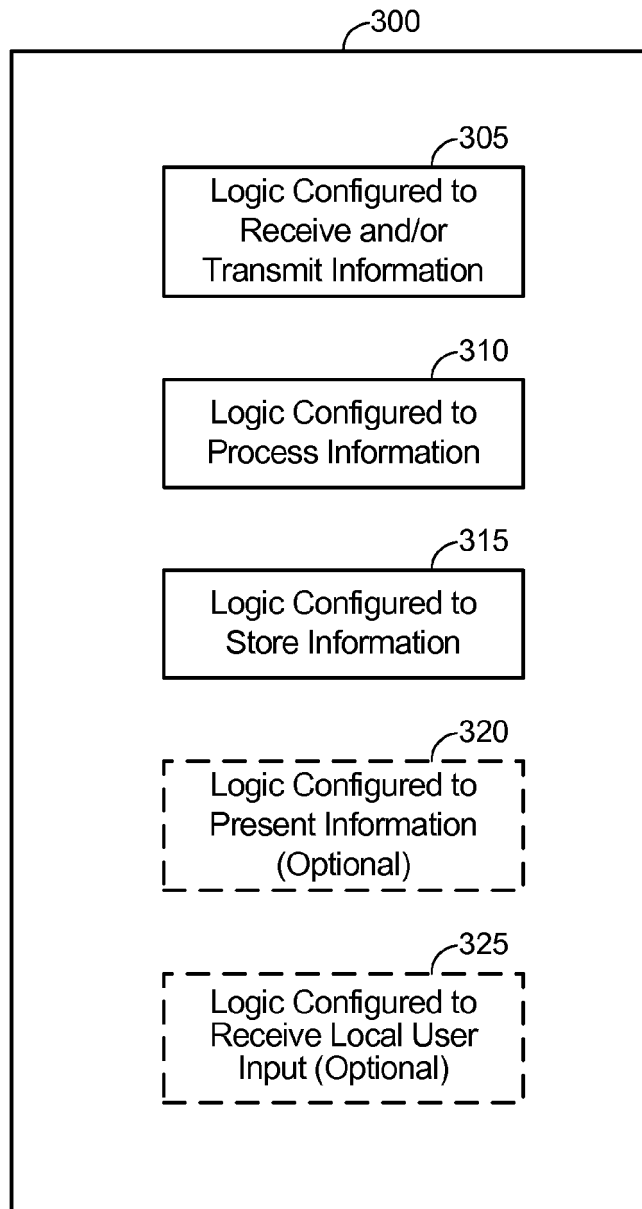 300
305
Logic Configured to
Receive and/or
Transmit Information
310
Logic Configured to
Process Information
315
Logic Configured to
Store Information
320
Logic Configured to
Present Information
(Optional)
325
Logic Configured to
Receive Local User
Input (Optional)